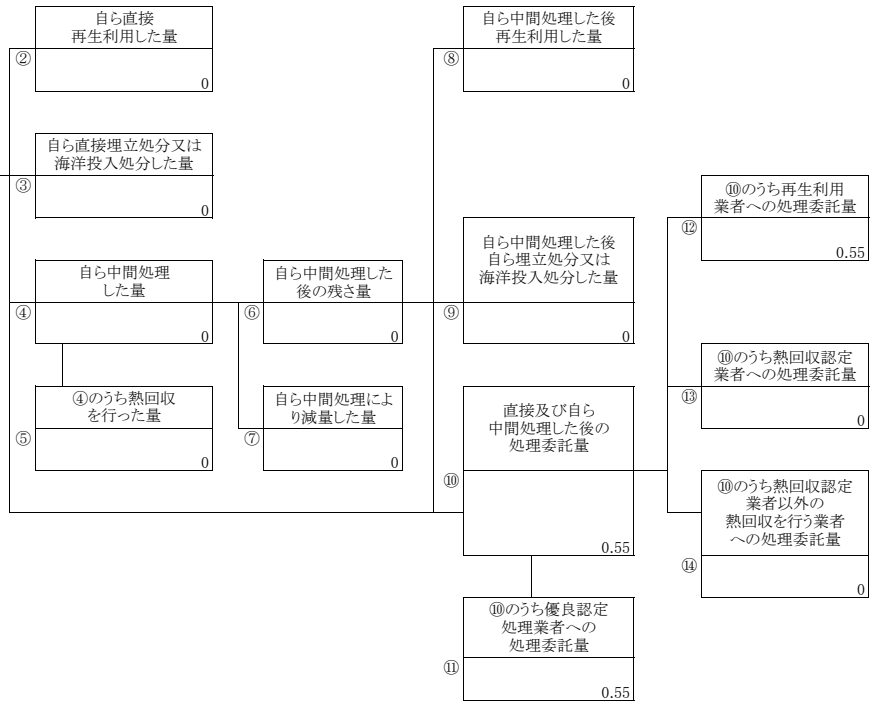 自ら直接
再生利用した量
②
0
自ら直接埋立処分又は
海洋投入処分した量
③
0
自ら中間処理
した量
④
0
④のうち熱回収
を行った量
⑤
0
自ら中間処理した
後の残さ量
⑥
0
自ら中間処理によ
り減量した量
⑦
0
自ら中間処理した後
再生利用した量
⑧
0
自ら中間処理した後
自ら埋立処分又は
海洋投入処分した量
⑨
0
直接及び自ら
中間処理した後の
処理委託量
⑩
0.55
⑩のうち優良認定
処理業者への
処理委託量
⑪
0.55
⑩のうち再生利用
業者への処理委託量
⑫
0.55
⑩のうち熱回収認定
業者への処理委託量
⑬
0
⑩のうち熱回収認定
業者以外の
熱回収を行う業者
への処理委託量
⑭
0